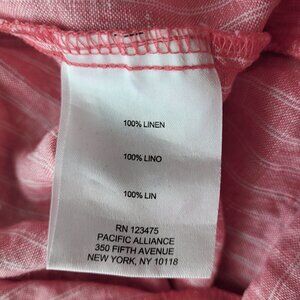 100% LINEN
100% LINO
100% LIN
RN 123475
PACIFIC ALLIANCE
350 FIFTH AVENUE
NEW YORK, NY 10118